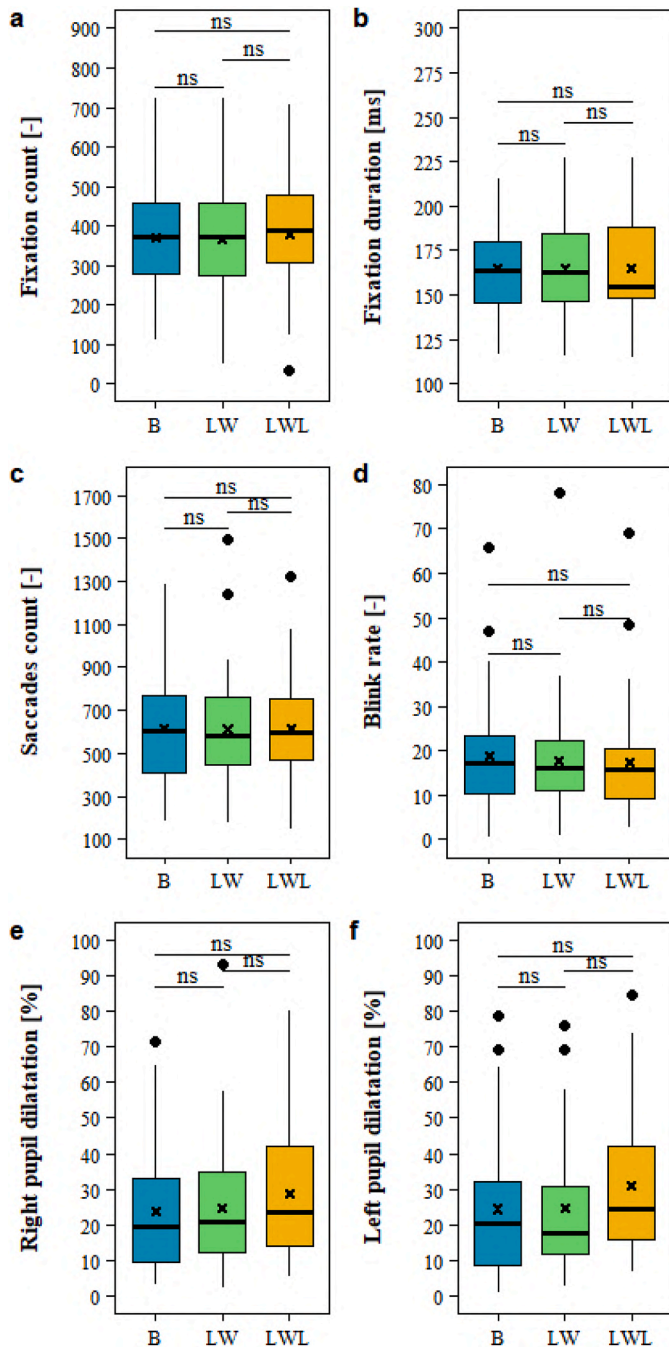 a
Fixation count [-]
900
800
700
600
500
400
300
200
100
0
ns
ns
ns
B LW LWL
b
Fixation duration [ms]
300
275
250
225
200
175
150
125
100
ns
ns
ns
B LW LWL
c
Saccades count [-]
1700
1500
1300
1100
900
700
500
300
100
ns
ns
ns
B LW LWL
d
Blink rate [-]
80
70
60
50
40
30
20
10
0
ns
ns
ns
B LW LWL
e
Right pupil dilatation [%]
100
90
80
70
60
50
40
30
20
10
0
ns
ns
ns
B LW LWL
f
Left pupil dilatation [%]
100
90
80
70
60
50
40
30
20
10
0
ns
ns
ns
B LW LWL